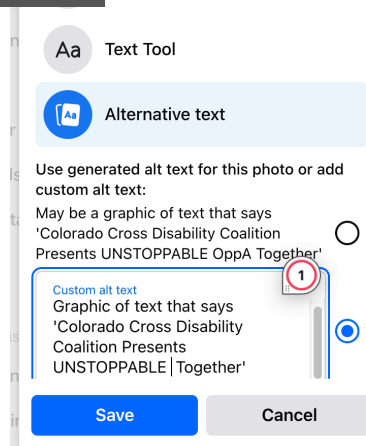 Aa
Text Tool
Aa
Alternative text
Use generated alt text for this photo or add
custom alt text:
May be a graphic of text that says
'Colorado Cross Disability Coalition
Presents UNSTOPPABLE OppA Together'
1
Custom alt text
Graphic of text that says
'Colorado Cross Disability
Coalition Presents
UNSTOPPABLE Together'
Save
Cancel